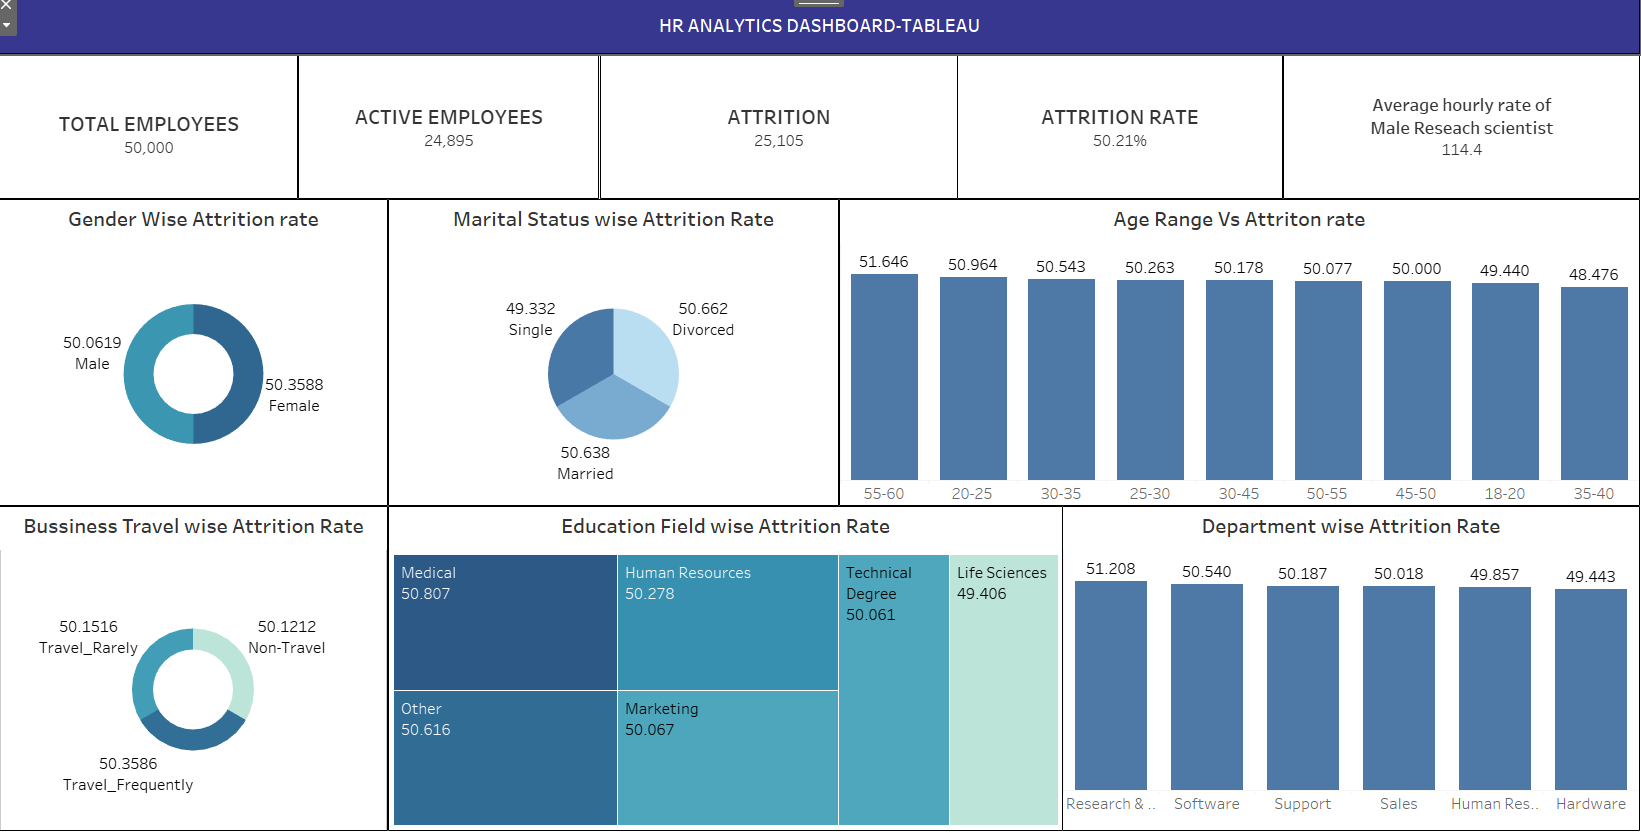 HR ANALYTICS DASHBOARD-TABLEAU
TOTAL EMPLOYEES
50,000
ACTIVE EMPLOYEES
24,895
ATTRITION
25,105
ATTRITION RATE
50.21%
Average hourly rate of
Male Reseach scientist
114.4
Gender Wise Attrition rate
50.0619
Male
50.3588
Female
Marital Status wise Attrition Rate
49.332
Single
50.662
Divorced
50.638
Married
Age Range Vs Attriton rate
51.646 50.964 50.543 50.263 50.178 50.077 50.000 49.440 48.476
55-60 20-25 30-35 25-30 30-45 50-55 45-50 18-20 35-40
Bussiness Travel wise Attrition Rate
50.1516
Travel_Rarely
50.1212
Non-Travel
50.3586
Travel_Frequently
Education Field wise Attrition Rate
Medical
50.807
Human Resources
50.278
Technical
Degree
50.061
Life Sciences
49.406
Other
50.616
Marketing
50.067
Department wise Attrition Rate
51.208 50.540 50.187 50.018 49.857 49.443
Research & .. Software Support Sales Human Res.. Hardware